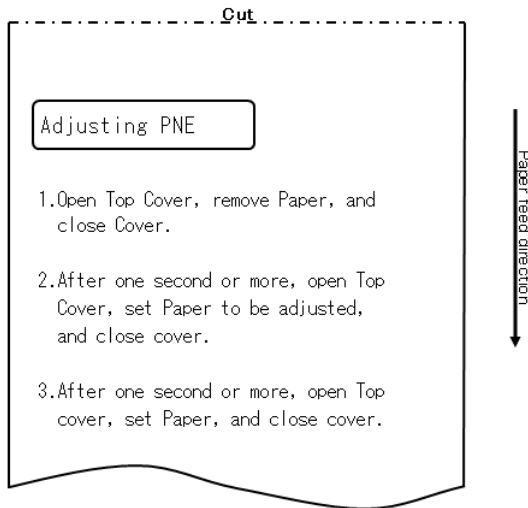 Cut
Adjusting PNE
1.Open Top Cover, remove Paper, and
close Cover.
2.After one second or more, open Top
Cover, set Paper to be adjusted,
and close cover.
3.After one second or more, open Top
cover, set Paper, and close cover.
Paper feed direction